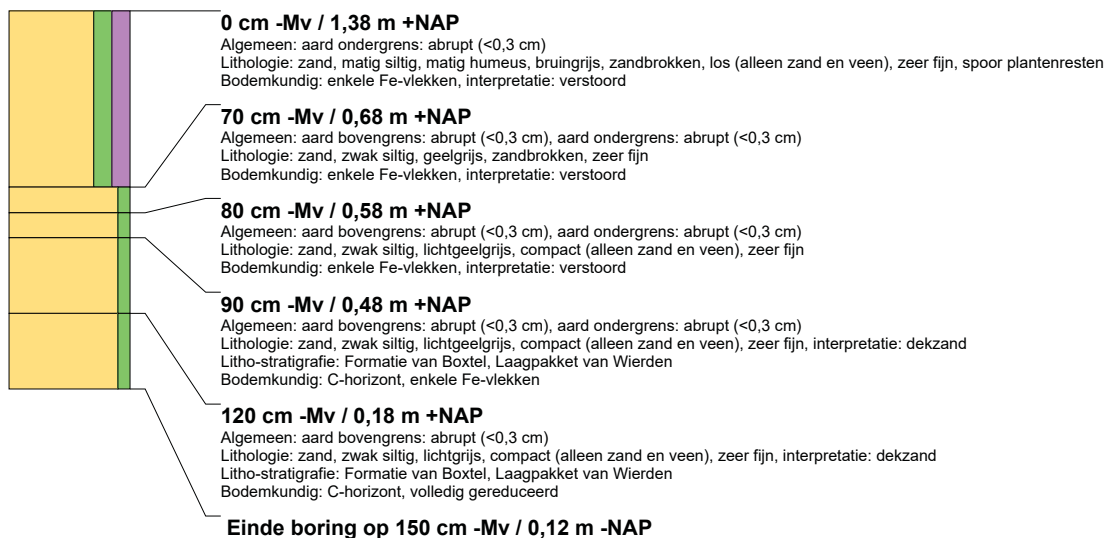 0 cm -Mv / 1,38 m +NAP
Algemeen: aard ondergrens: abrupt (<0,3 cm)
Lithologie: zand, matig siltig, matig humeus, bruingrijs, zandbrokken, los (alleen zand en veen), zeer fijn, spoor plantenresten
Bodemkundig: enkele Fe-vlekken, interpretatie: verstoord
70 cm -Mv / 0,68 m +NAP
Algemeen: aard bovengrens: abrupt (<0,3 cm), aard ondergrens: abrupt (<0,3 cm)
Lithologie: zand, zwak siltig, geelgrijs, zandbrokken, zeer fijn
Bodemkundig: enkele Fe-vlekken, interpretatie: verstoord
80 cm -Mv / 0,58 m +NAP
Algemeen: aard bovengrens: abrupt (<0,3 cm), aard ondergrens: abrupt (<0,3 cm)
Lithologie: zand, zwak siltig, lichtgeelgrijs, compact (alleen zand en veen), zeer fijn
Bodemkundig: enkele Fe-vlekken, interpretatie: verstoord
90 cm -Mv / 0,48 m +NAP
Algemeen: aard bovengrens: abrupt (<0,3 cm), aard ondergrens: abrupt (<0,3 cm)
Lithologie: zand, zwak siltig, lichtgeelgrijs, compact (alleen zand en veen), zeer fijn, interpretatie: dekzand
Litho-stratigrafie: Formatie van Boxtel, Laagpakket van Wierden
Bodemkundig: C-horizont, enkele Fe-vlekken
120 cm -Mv / 0,18 m +NAP
Algemeen: aard bovengrens: abrupt (<0,3 cm)
Lithologie: zand, zwak siltig, lichtgrijs, compact (alleen zand en veen), zeer fijn, interpretatie: dekzand
Litho-stratigrafie: Formatie van Boxtel, Laagpakket van Wierden
Bodemkundig: C-horizont, volledig gereduceerd
Einde boring op 150 cm -Mv / 0,12 m -NAP